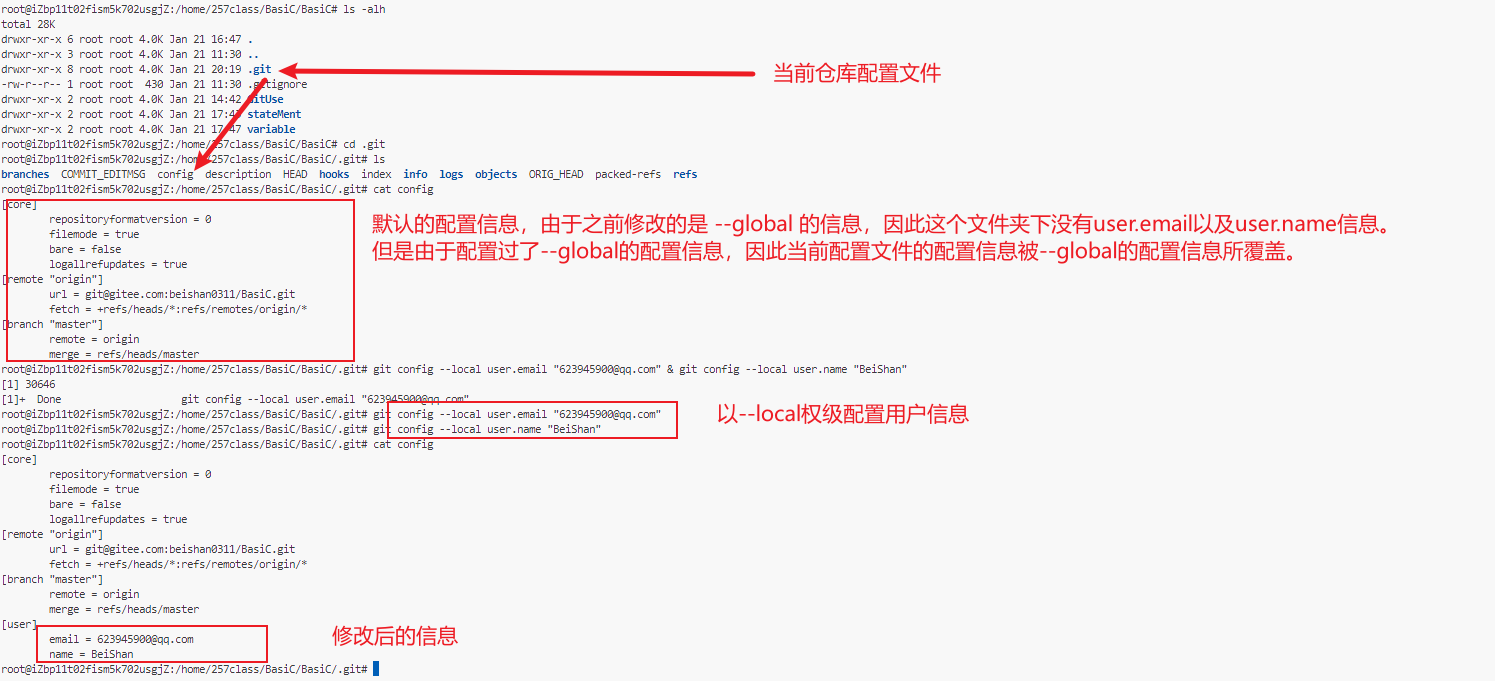 root@iZbp11t02fism5k702usgjZ:/home/257class/BasiC/BasiC# ls -alh
total 28K
drwxr-xr-x 6 root root 4.0K Jan 21 16:47 .
drwxr-xr-x 3 root root 4.0K Jan 21 11:30 ..
drwxr-xr-x 8 root root 4.0K Jan 21 20:19 .git
当前仓库配置文件
-rw-r--r-- 1 root root  430 Jan 21 11:30 .gitignore
drwxr-xr-x 2 root root 4.0K Jan 21 14:42 GitUse
drwxr-xr-x 2 root root 4.0K Jan 21 17:47 stateMent
drwxr-xr-x 2 root root 4.0K Jan 21 17:47 variable
root@iZbp11t02fism5k702usgjZ:/home/257class/BasiC/BasiC# cd .git
root@iZbp11t02fism5k702usgjZ:/home/257class/BasiC/BasiC/.git# ls
branches  COMMIT_EDITMSG  config  description  HEAD  hooks  index  info  logs  objects  ORIG_HEAD  packed-refs  refs
root@iZbp11t02fism5k702usgjZ:/home/257class/BasiC/BasiC/.git# cat config
[core]
repositoryformatversion = 0
filemode = true
bare = false
logallrefupdates = true
默认的配置信息，由于之前修改的是 --global 的信息，因此这个文件夹下没有user.email以及user.name信息。
但是由于配置过了--global的配置信息，因此当前配置文件的配置信息被--global的配置信息所覆盖。
[remote "origin"]
url = git@gitee.com:beishan0311/BasiC.git
fetch = +refs/heads/*:refs/remotes/origin/*
[branch "master"]
remote = origin
merge = refs/heads/master
root@iZbp11t02fism5k702usgjZ:/home/257class/BasiC/BasiC/.git# git config --local user.email "623945900@qq.com" & git config --local user.name "BeiShan"
[1] 30646
[1]+  Done                    git config --local user.email "623945900@qq.com"
root@iZbp11t02fism5k702usgjZ:/home/257class/BasiC/BasiC/.git# git config --local user.email "623945900@qq.com"
以--local权级配置用户信息
root@iZbp11t02fism5k702usgjZ:/home/257class/BasiC/BasiC/.git# git config --local user.name "BeiShan"
root@iZbp11t02fism5k702usgjZ:/home/257class/BasiC/BasiC/.git# cat config
[core]
repositoryformatversion = 0
filemode = true
bare = false
logallrefupdates = true
[remote "origin"]
url = git@gitee.com:beishan0311/BasiC.git
fetch = +refs/heads/*:refs/remotes/origin/*
[branch "master"]
remote = origin
merge = refs/heads/master
[user]
email = 623945900@qq.com
name = BeiShan
修改后的信息
root@iZbp11t02fism5k702usgjZ:/home/257class/BasiC/BasiC/.git#